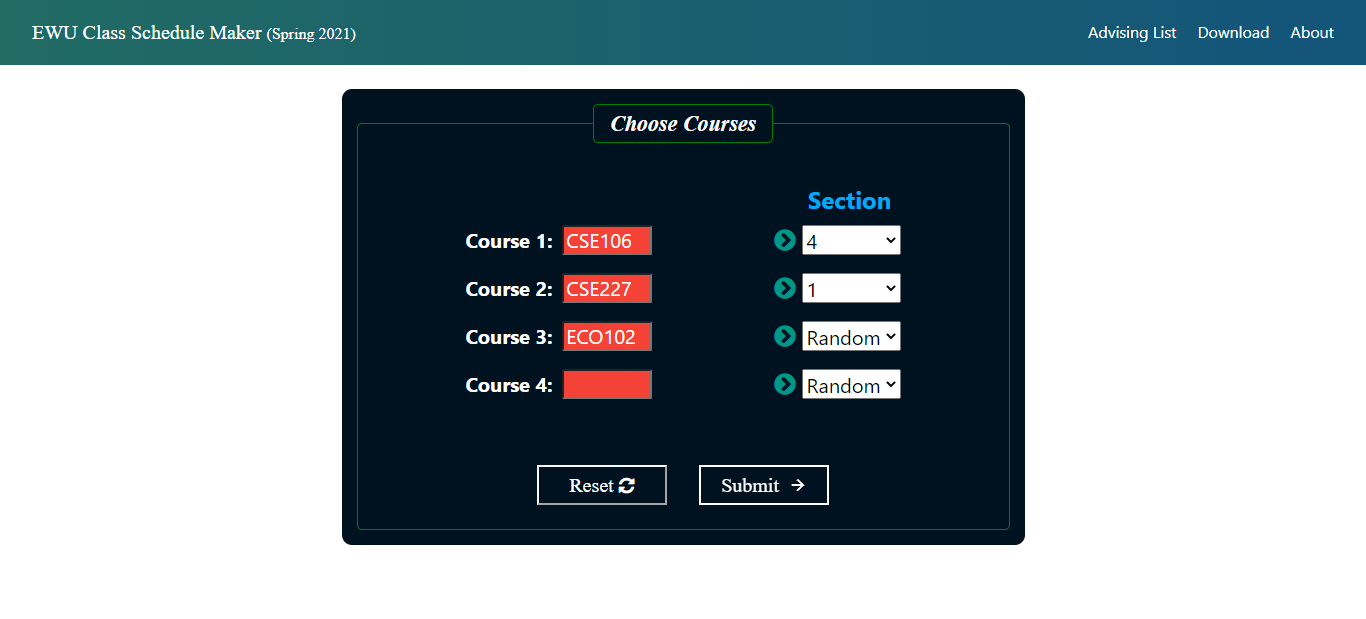 EWU Class Schedule Maker (Spring 2021) Advising List Download About
Choose Courses
Section
Course 1: CSE106 4
Course 2: CSE227 1
Course 3: ECO102 Random
Course 4: Random
Reset Submit